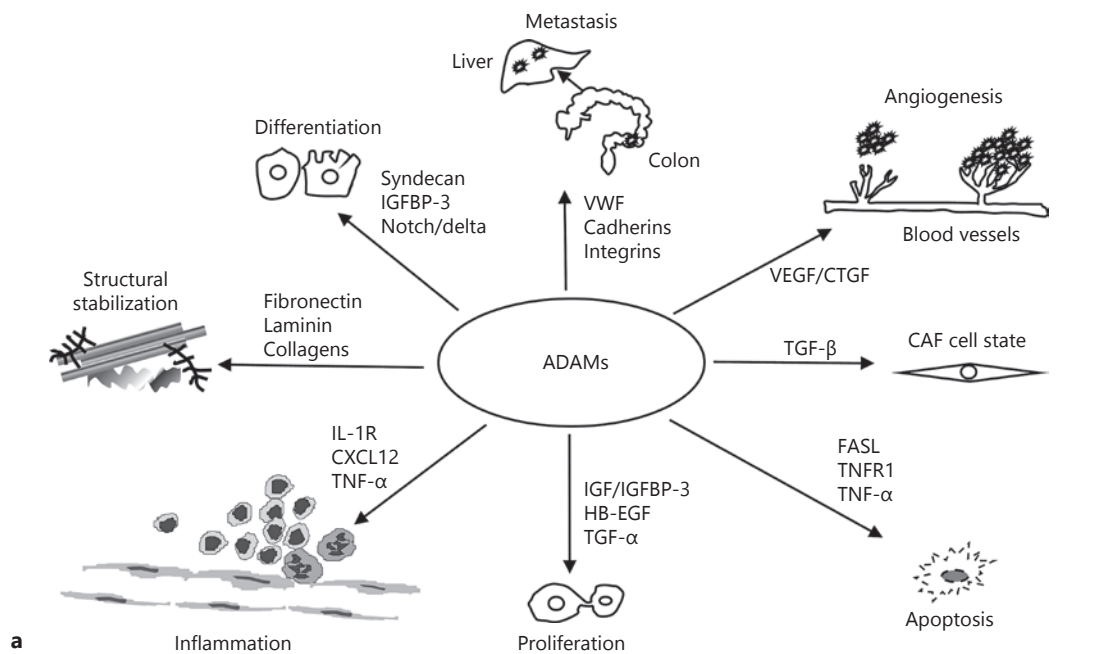 Metastasis
Liver
Colon
Angiogenesis
Blood vessels
Differentiation
Syndecan
IGFBP-3
Notch/delta
VWF
Cadherins
Integrins
VEGF/CTGF
Structural
stabilization
Fibronectin
Laminin
Collagens
ADAMs
TGF-β
CAF cell state
IL-1R
CXCL12
TNF-α
IGF/IGFBP-3
HB-EGF
TGF-α
FASL
TNFR1
TNF-α
a
Inflammation
Proliferation
Apoptosis